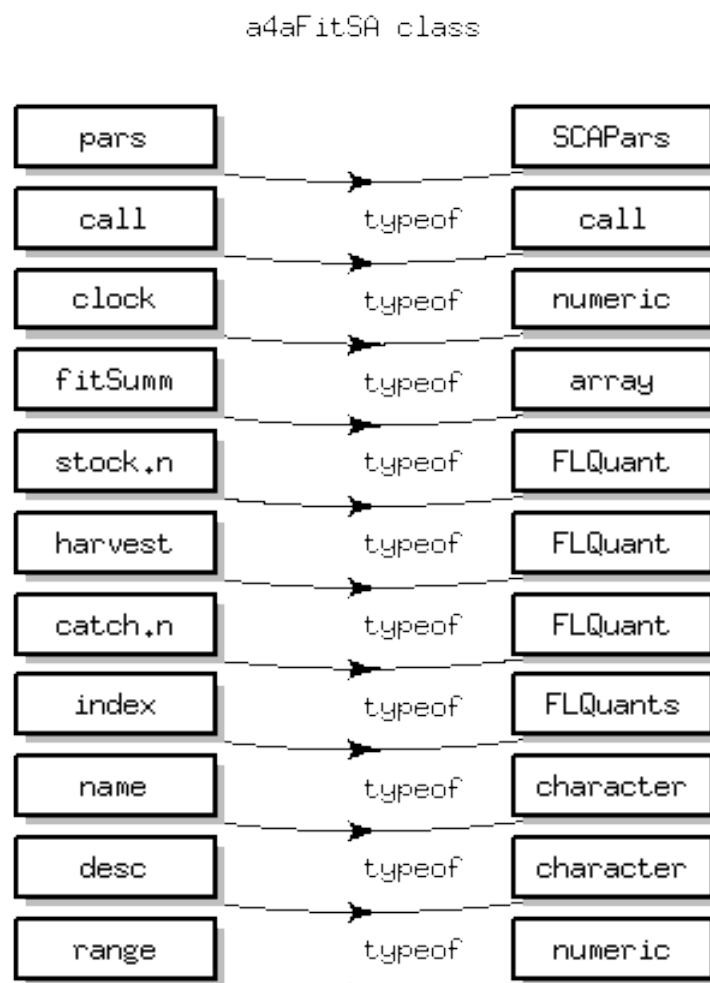 a4aFitSA class
pars SCAPars
call typeof call
clock typeof numeric
fitSumm typeof array
stock.n typeof FLQuant
harvest typeof FLQuant
catch.n typeof FLQuant
index typeof FLQuants
name typeof character
desc typeof character
range typeof numeric